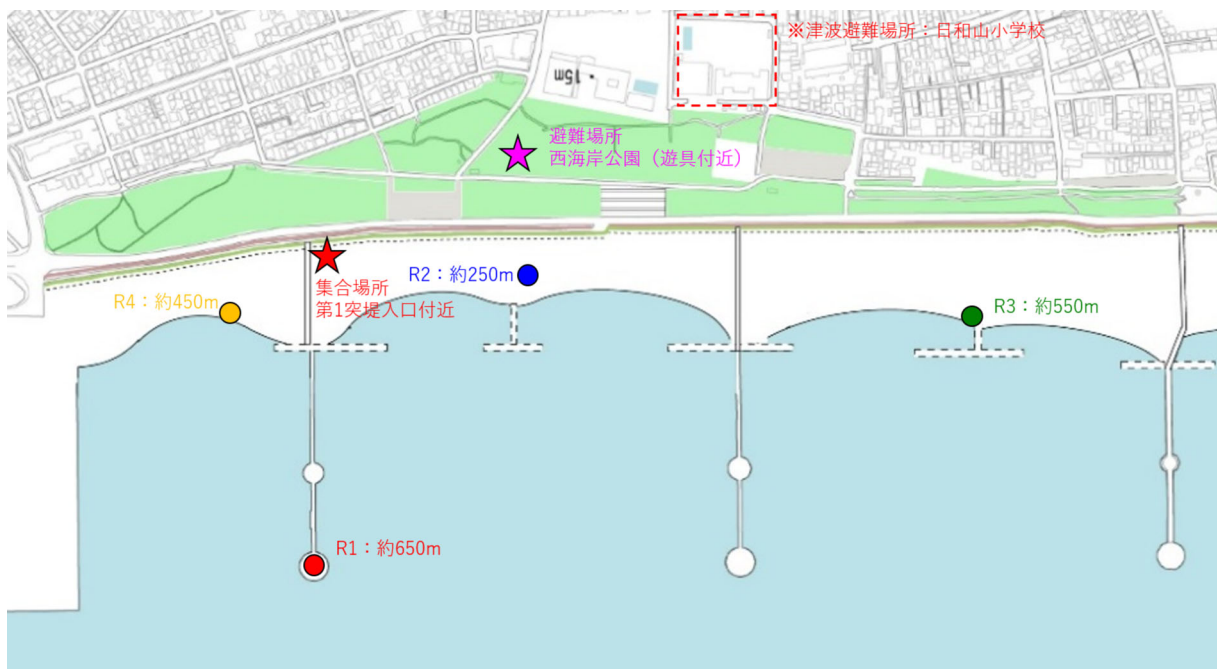 ※津波避難場所：日和山小学校
15m
避難場所
西海岸公園（遊具付近）
集合場所
第1突堤入口付近
R2：約250m
R4：約450m
R3：約550m
R1：約650m